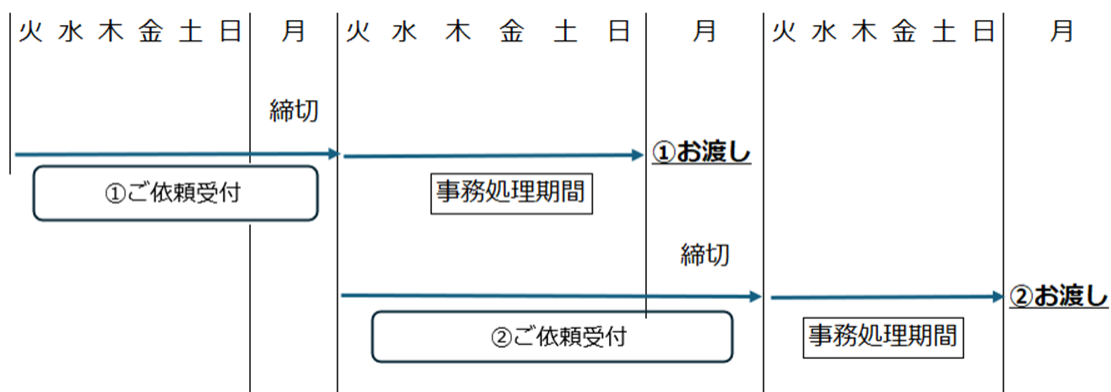 火 水 木 金 土 日 月 火 水 木 金 土 日 月 火 水 木 金 土 日 月
締切
①お渡し
①ご依頼受付
事務処理期間
締切
②お渡し
②ご依頼受付
事務処理期間